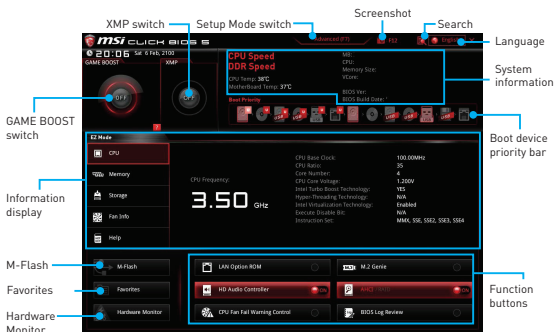 XMP switch
Setup Mode switch
Screenshot
Search
Language
System
information
Boot device
priority bar
Function
buttons
GAME BOOST
switch
Information
display
M-Flash
Favorites
Hardware
Monitor
msi CLICK BIOS 5
Advanced (F7)
F12
English
20:06 Sat 6 Feb, 2100
GAME BOOST
XMP
OFF
OFF
CPU Speed
DDR Speed
CPU Temp: 38°C
MotherBoard Temp: 37°C
MB:
CPU:
Memory Size:
VCore:
BIOS Ver:
BIOS Build Date:
Boot Priority
USB
USB
USB
EZ Mode
CPU
Memory
Storage
Fan Info
Help
CPU Frequency:
3.50 GHz
CPU Base Clock: 100.00MHz
CPU Ratio: 35
Core Number: 4
CPU Core Voltage: 1.200V
Intel Turbo Boost Technology: YES
Hyper-Threading Technology: N/A
Intel Virtualization Technology: Enabled
Execute Disable Bit: N/A
Instruction Set: MMX, SSE, SSE2, SSE3, SSE4
M-Flash
Favorites
Hardware Monitor
LAN Option ROM
M.2 Genie
HD Audio Controller ON
AHCI / RAID ON
CPU Fan Fail Warning Control
BIOS Log Review